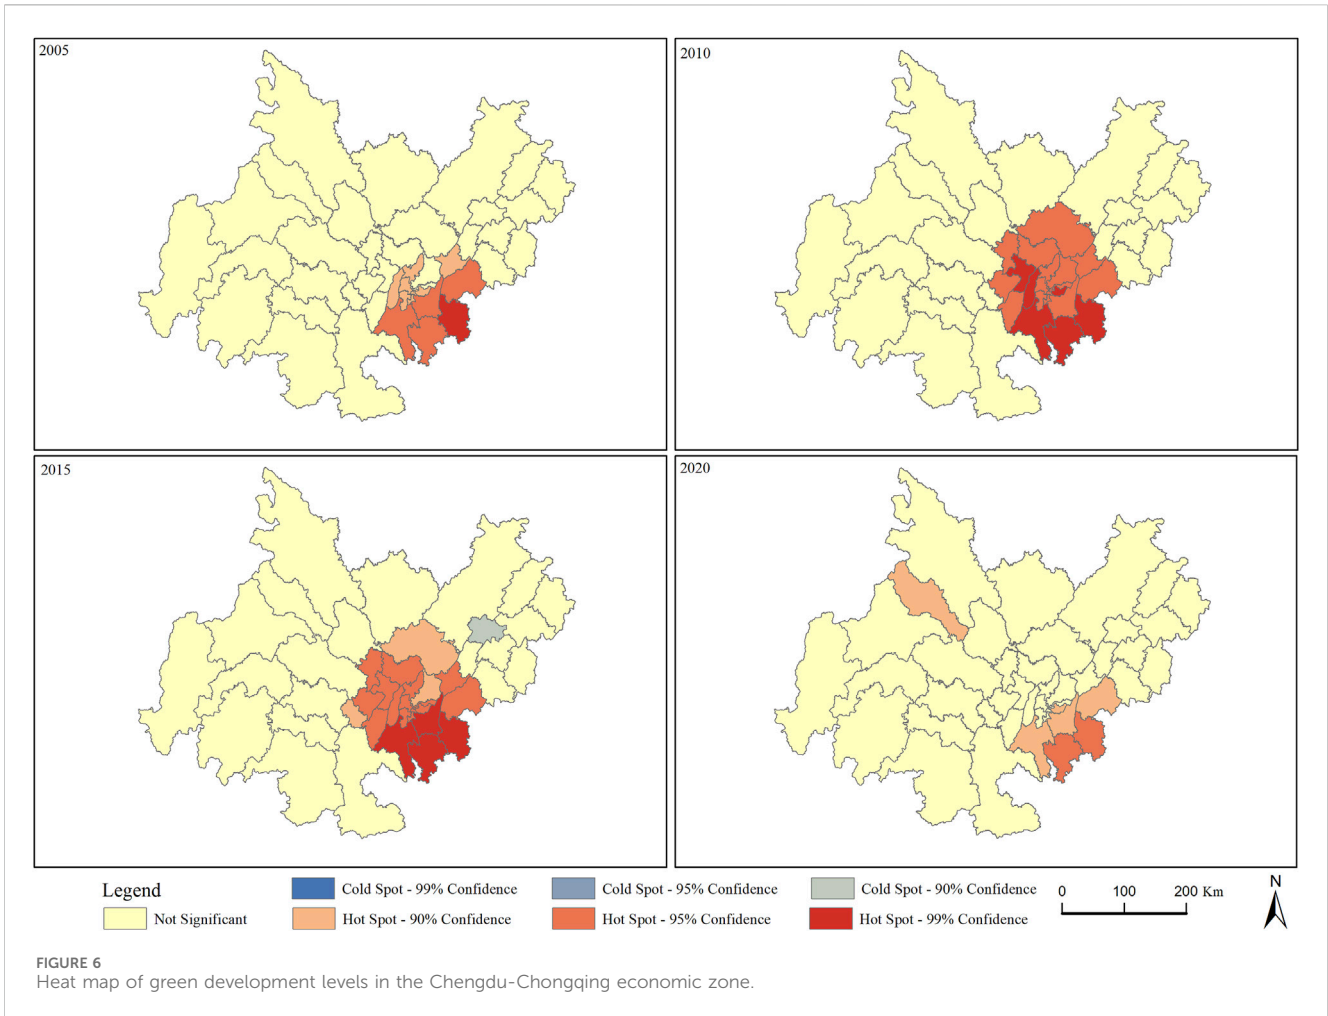 2005
2010
2015
2020
Legend
Cold Spot - 99% Confidence
Cold Spot - 95% Confidence
Cold Spot - 90% Confidence
Not Significant
Hot Spot - 90% Confidence
Hot Spot - 95% Confidence
Hot Spot - 99% Confidence
0 100 200 Km
N
FIGURE 6
Heat map of green development levels in the Chengdu-Chongqing economic zone.